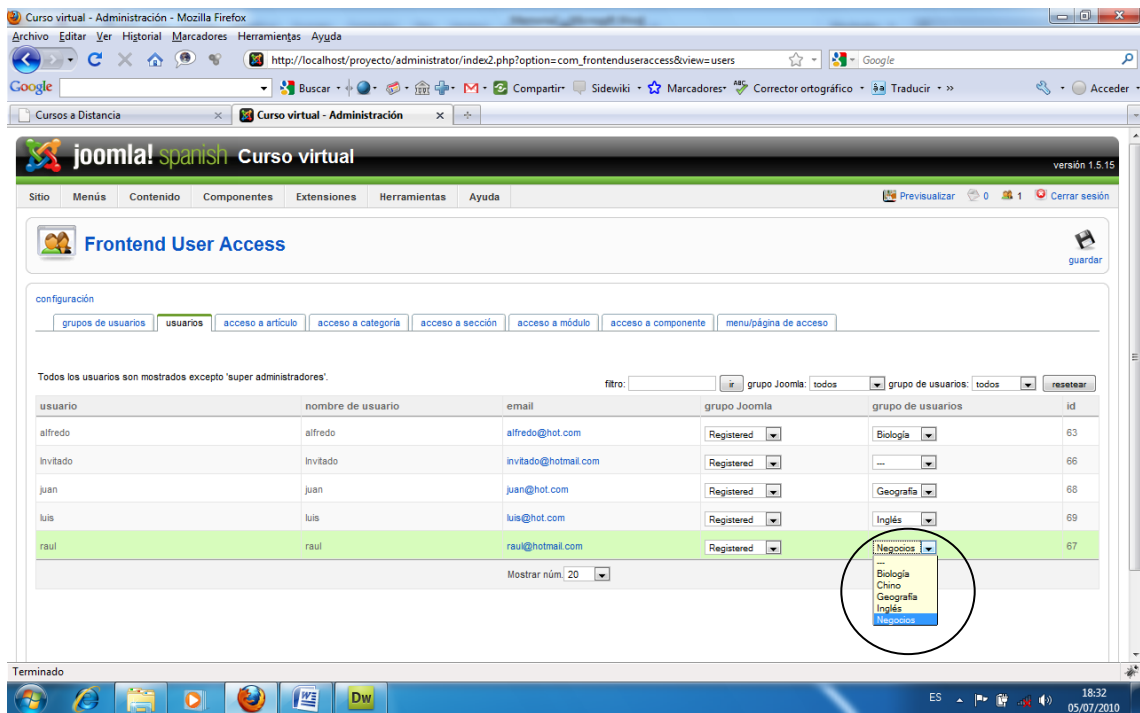 Curso virtual - Administración - Mozilla Firefox
Archivo Editar Ver Historial Marcadores Herramientas Ayuda
http://localhost/proyecto/administrator/index2.php?option=com_frontenduseraccess&view=users Google
Google Buscar Compartir Sidewiki Marcadores ABC Corrector ortográfico Traducir » Acceder
Cursos a Distancia Curso virtual - Administración
joomla! spanish Curso virtual
versión 1.5.15
Sitio Menús Contenido Componentes Extensiones Herramientas Ayuda Previsualizar 0 1 Cerrar sesión
Frontend User Access
guardar
configuración
grupos de usuarios usuarios acceso a artículo acceso a categoría acceso a sección acceso a módulo acceso a componente menu/página de acceso
Todos los usuarios son mostrados excepto 'super administradores'.
filtro: ir grupo Joomla: todos grupo de usuarios: todos resetear
usuario nombre de usuario email grupo Joomla grupo de usuarios id
alfredo alfredo alfredo@hot.com Registered Biología 63
Invitado Invitado invitado@hotmail.com Registered --- 66
juan juan juan@hot.com Registered Geografía 68
luis luis luis@hot.com Registered Inglés 69
raul raul raul@hotmail.com Registered Negocios 67
Mostrar núm. 20
---
Biología
Chino
Geografía
Inglés
Negocios
Terminado
Dw ES 18:32
05/07/2010